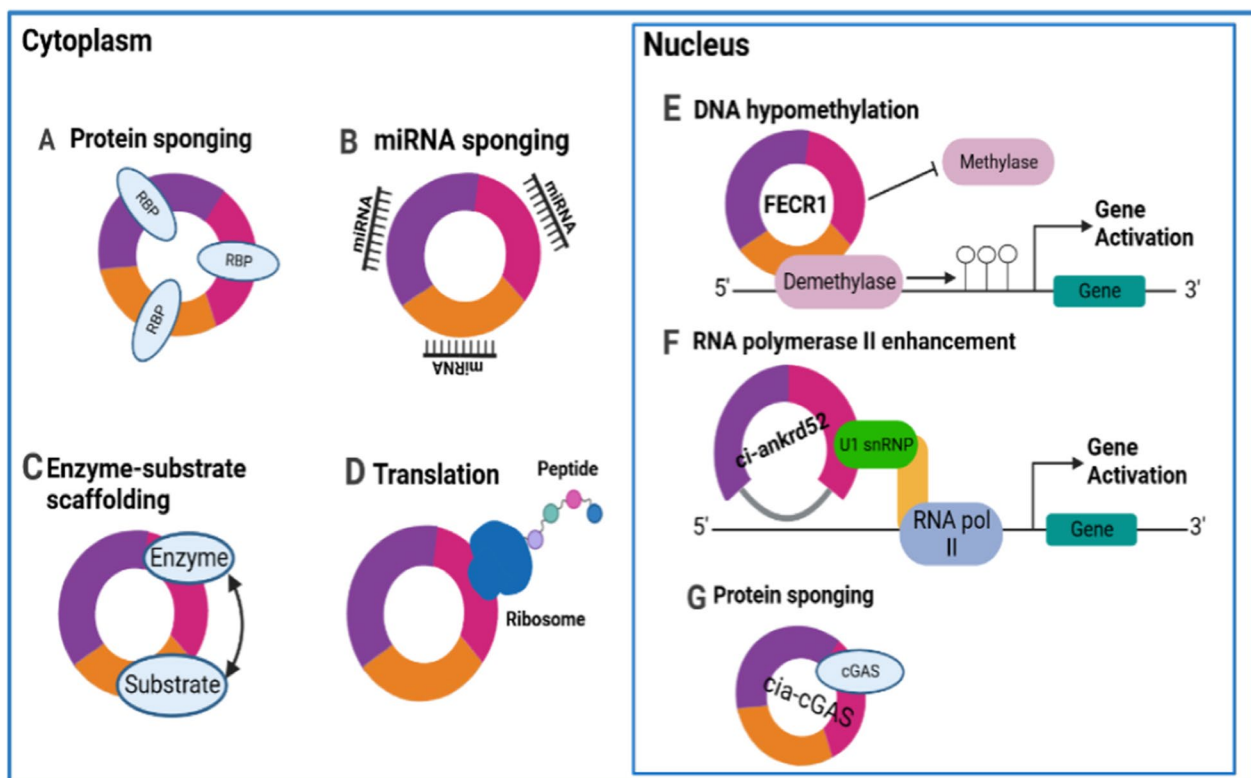 Cytoplasm
A Protein sponging
RBP
RBP
RBP
B miRNA sponging
miRNA
miRNA
miRNA
C Enzyme-substrate
scaffolding
Enzyme
Substrate
D Translation
Peptide
Ribosome
Nucleus
E DNA hypomethylation
FECR1
Methylase
Demethylase
Gene
Activation
5'
Gene
3'
F RNA polymerase II enhancement
ci-ankrd52
U1 snRNP
Gene
Activation
5'
RNA pol
II
Gene
3'
G Protein sponging
cGAS
cia-cGAS